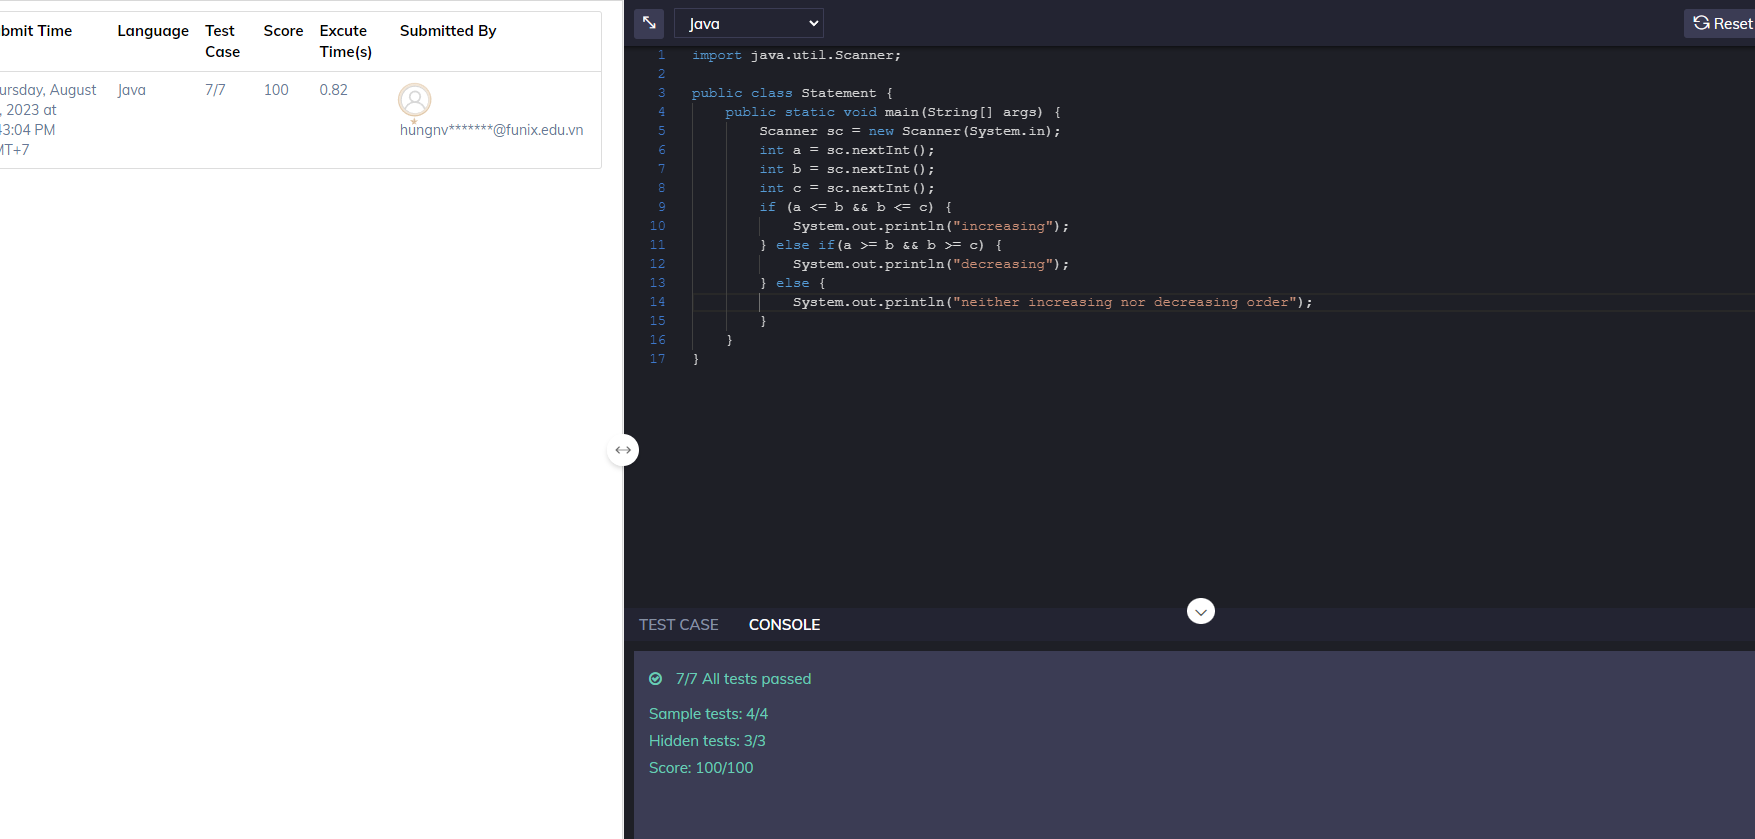 bmit Time Language Test Case Score Excute Time(s) Submitted By
ursday, August Java 7/7 100 0.82
, 2023 at
43:04 PM hungnv*******@funix.edu.vn
MT+7
Java
Reset
1 import java.util.Scanner;
2
3 public class Statement {
4 public static void main(String[] args) {
5 Scanner sc = new Scanner(System.in);
6 int a = sc.nextInt();
7 int b = sc.nextInt();
8 int c = sc.nextInt();
9 if (a <= b && b <= c) {
10 System.out.println("increasing");
11 } else if(a >= b && b >= c) {
12 System.out.println("decreasing");
13 } else {
14 System.out.println("neither increasing nor decreasing order");
15 }
16 }
17 }
TEST CASE CONSOLE
7/7 All tests passed
Sample tests: 4/4
Hidden tests: 3/3
Score: 100/100